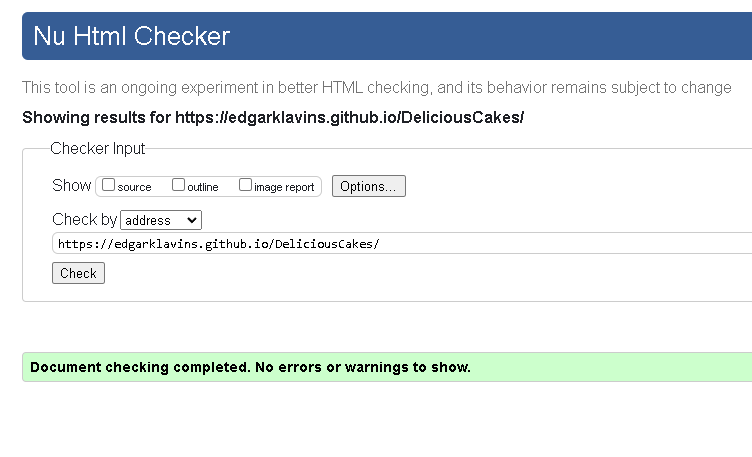 Nu Html Checker
This tool is an ongoing experiment in better HTML checking, and its behavior remains subject to change
Showing results for https://edgarklavins.github.io/DeliciousCakes/
Checker Input
Show source outline image report Options...
Check by address
https://edgarklavins.github.io/DeliciousCakes/
Check
Document checking completed. No errors or warnings to show.